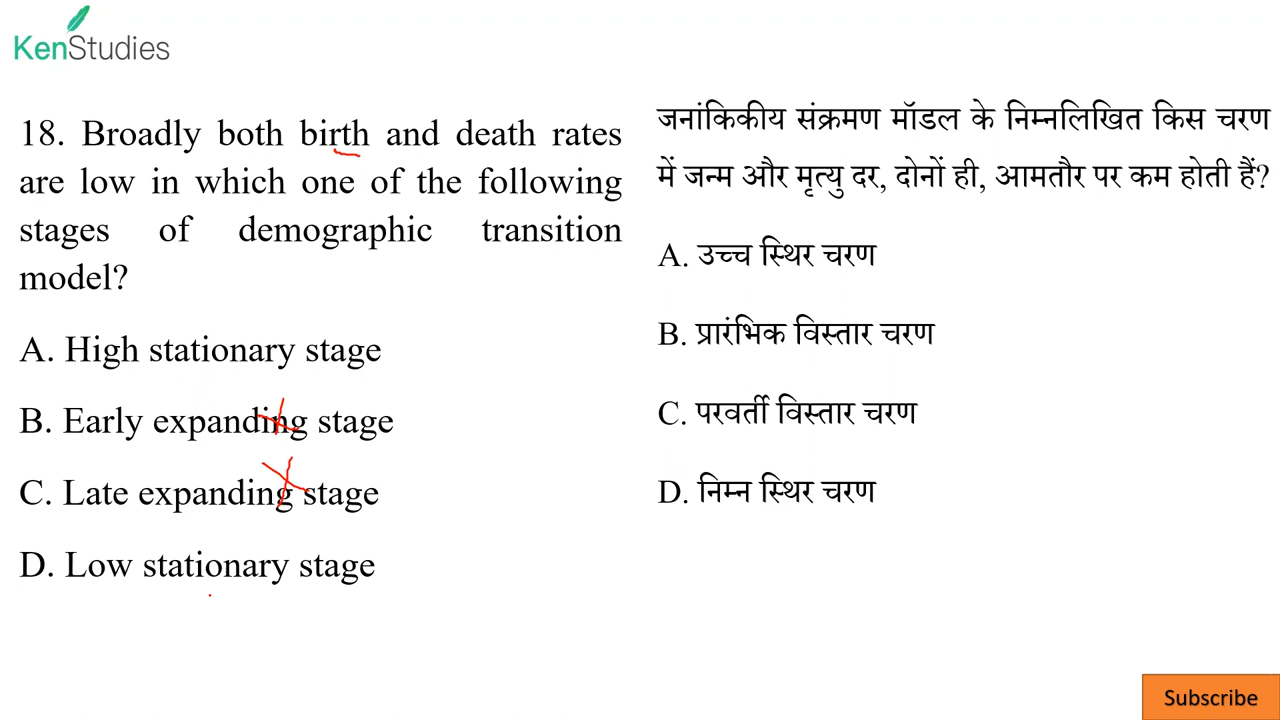 KenStudies
18. Broadly both birth and death rates
are low in which one of the following
stages of demographic transition
model?
A. High stationary stage
B. Early expanding stage
C. Late expanding stage
D. Low stationary stage
जनांकिकीय संक्रमण मॉडल के निम्नलिखित किस चरण
में जन्म और मृत्यु दर, दोनों ही, आमतौर पर कम होती हैं?
A. उच्च स्थिर चरण
B. प्रारंभिक विस्तार चरण
C. परवर्ती विस्तार चरण
D. निम्न स्थिर चरण
Subscribe